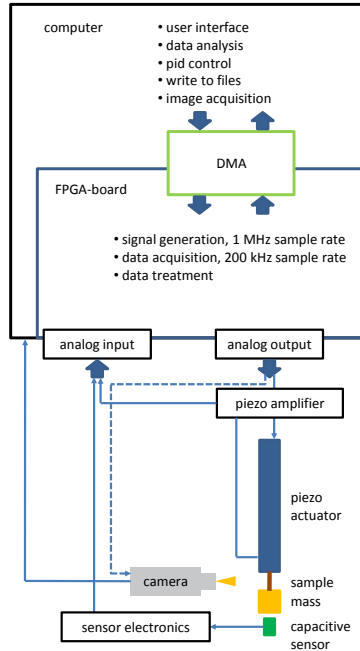 computer
• user interface
• data analysis
• pid control
• write to files
• image acquisition
DMA
FPGA-board
• signal generation, 1 MHz sample rate
• data acquisition, 200 kHz sample rate
• data treatment
analog input
analog output
piezo amplifier
piezo
actuator
camera
sample
mass
sensor electronics
capacitive
sensor